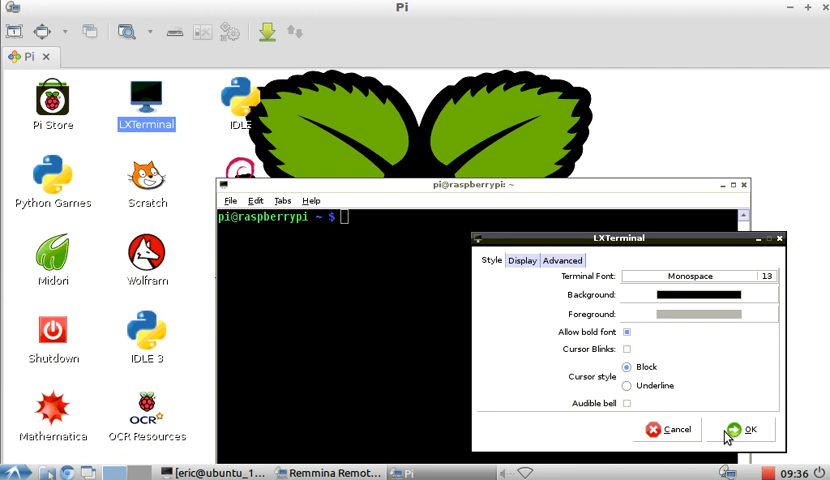 Pi
Pi
Pi Store
LXTerminal
IDLE
Python Games
Scratch
Midori
Wolfram
Shutdown
IDLE 3
Mathematica
OCR Resources
OCR
pi@raspberrypi: ~
File Edit Tabs Help
pi@raspberrypi ~ $
LXTerminal
Style Display Advanced
Terminal Font: Monospace 13
Background:
Foreground:
Allow bold font
Cursor Blinks:
Cursor style Block
Underline
Audible bell
Cancel OK
[eric@ubuntu_1... Remmina Remot... Pi 09:36